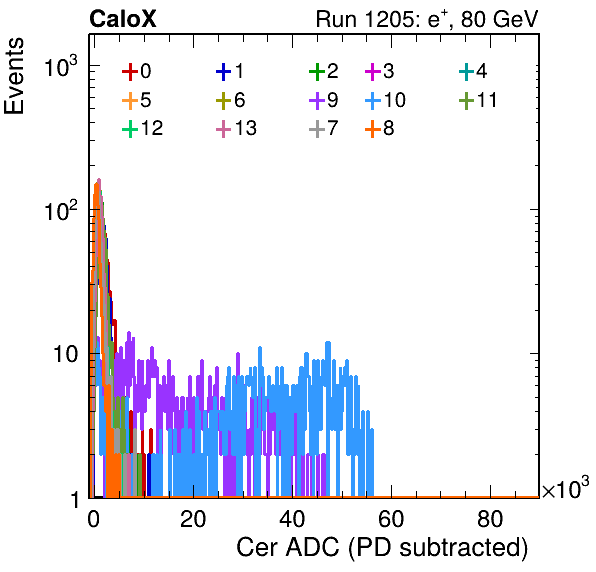 CaloX Run 1205: e⁺, 80 GeV
Events
10³
10²
10
1
0 1 2 3 4
5 6 9 10 11
12 13 7 8
0 20 40 60 80
×10³
Cer ADC (PD subtracted)